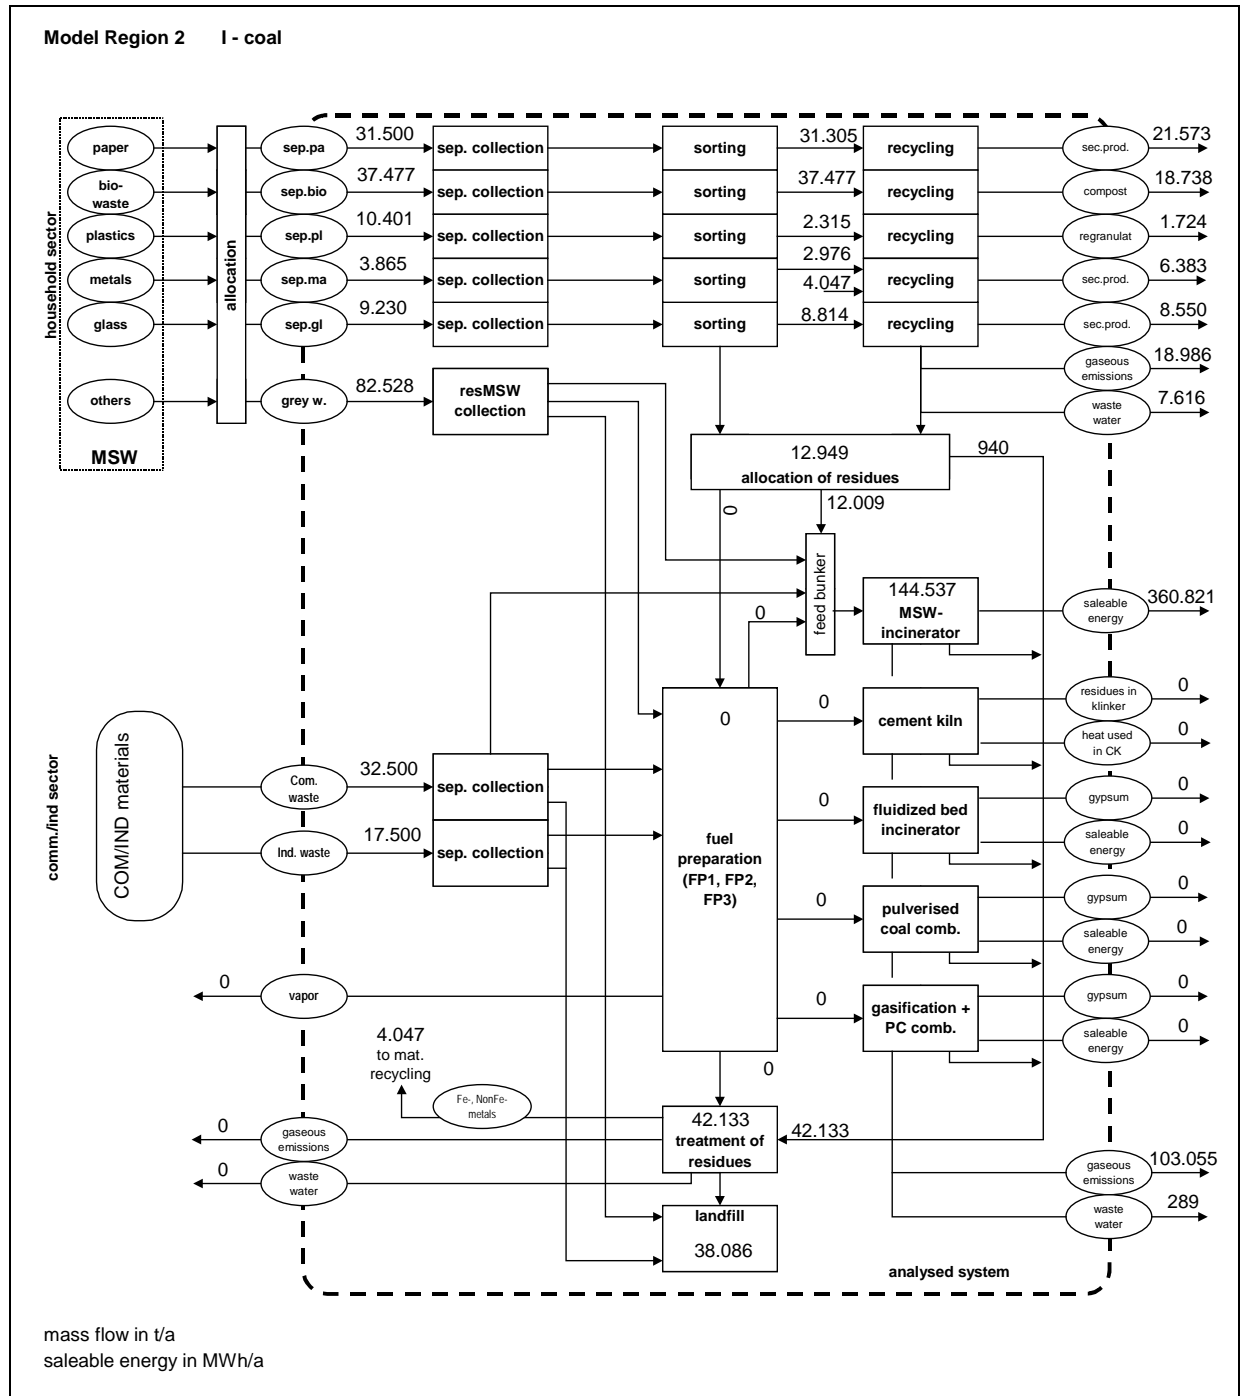 Model Region 2 I - coal
household sector
paper
bio-
waste
plastics
metals
glass
others
MSW
allocation
sep.pa
31.500
sep. collection
sorting
31.305
recycling
sec.prod.
21.573
sep.bio
37.477
sep. collection
sorting
37.477
recycling
compost
18.738
sep.pl
10.401
sep. collection
sorting
2.315
recycling
regranulat
1.724
sep.ma
3.865
sep. collection
sorting
2.976
4.047
recycling
sec.prod.
6.383
sep.gl
9.230
sep. collection
sorting
8.814
recycling
sec.prod.
8.550
gaseous
emissions
18.986
waste
water
7.616
grey w.
82.528
resMSW
collection
12.949
allocation of residues
940
0
12.009
feed bunker
0
144.537
MSW-
incinerator
saleable
energy
360.821
comm./ind sector
COM/IND materials
Com.
waste
32.500
sep. collection
Ind. waste
17.500
sep. collection
0
fuel
preparation
(FP1, FP2,
FP3)
0
cement kiln
residues in
klinker
0
heat used
in CK
0
0
fluidized bed
incinerator
gypsum
0
saleable
energy
0
0
pulverised
coal comb.
gypsum
0
saleable
energy
0
0
gasification +
PC comb.
gypsum
0
saleable
energy
0
0
vapor
4.047
to mat.
recycling
Fe-, NonFe-
metals
0
42.133
treatment of
residues
42.133
0
gaseous
emissions
0
waste
water
landfill
38.086
gaseous
emissions
103.055
waste
water
289
analysed system
mass flow in t/a
saleable energy in MWh/a